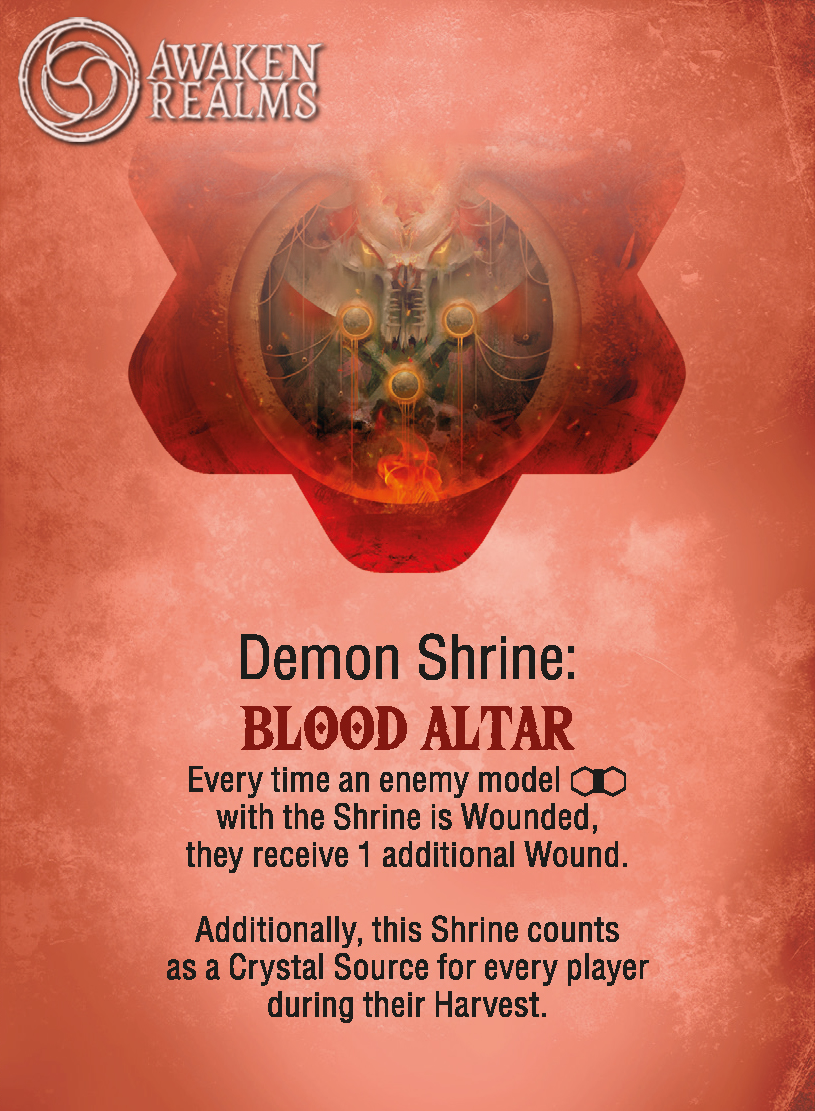 AWAKEN
REALMS
Demon Shrine:
BLOOD ALTAR
Every time an enemy model
with the Shrine is Wounded,
they receive 1 additional Wound.
Additionally, this Shrine counts
as a Crystal Source for every player
during their Harvest.